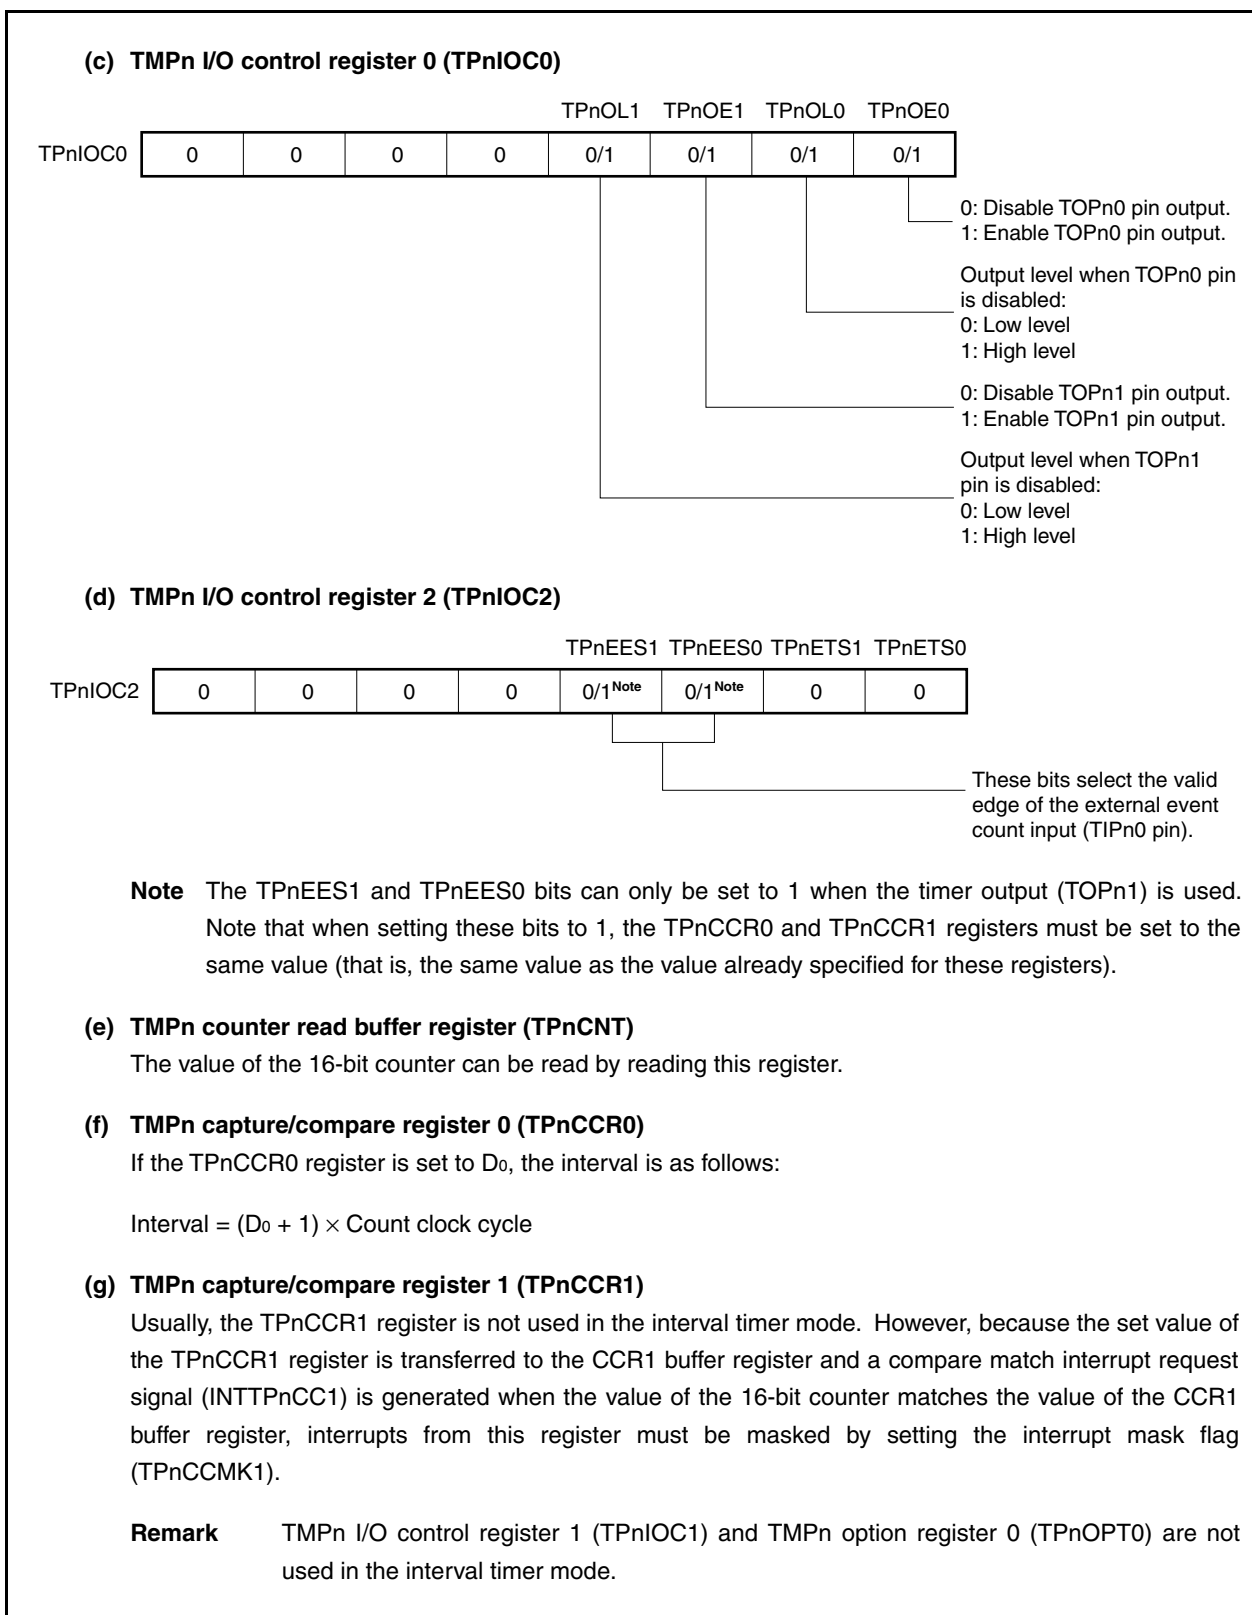 (c) TMPn I/O control register 0 (TPnIOC0)
TPnOL1 TPnOE1 TPnOL0 TPnOE0
TPnIOC0 0 0 0 0 0/1 0/1 0/1 0/1
0: Disable TOPn0 pin output.
1: Enable TOPn0 pin output.
Output level when TOPn0 pin
is disabled:
0: Low level
1: High level
0: Disable TOPn1 pin output.
1: Enable TOPn1 pin output.
Output level when TOPn1
pin is disabled:
0: Low level
1: High level
(d) TMPn I/O control register 2 (TPnIOC2)
TPnEES1 TPnEES0 TPnETS1 TPnETS0
TPnIOC2 0 0 0 0 0/1Note 0/1Note 0 0
These bits select the valid
edge of the external event
count input (TIPn0 pin).
Note The TPnEES1 and TPnEES0 bits can only be set to 1 when the timer output (TOPn1) is used.
Note that when setting these bits to 1, the TPnCCR0 and TPnCCR1 registers must be set to the
same value (that is, the same value as the value already specified for these registers).
(e) TMPn counter read buffer register (TPnCNT)
The value of the 16-bit counter can be read by reading this register.
(f) TMPn capture/compare register 0 (TPnCCR0)
If the TPnCCR0 register is set to D0, the interval is as follows:
Interval = (D0 + 1) × Count clock cycle
(g) TMPn capture/compare register 1 (TPnCCR1)
Usually, the TPnCCR1 register is not used in the interval timer mode. However, because the set value of
the TPnCCR1 register is transferred to the CCR1 buffer register and a compare match interrupt request
signal (INTTPnCC1) is generated when the value of the 16-bit counter matches the value of the CCR1
buffer register, interrupts from this register must be masked by setting the interrupt mask flag
(TPnCCMK1).
Remark TMPn I/O control register 1 (TPnIOC1) and TMPn option register 0 (TPnOPT0) are not
used in the interval timer mode.